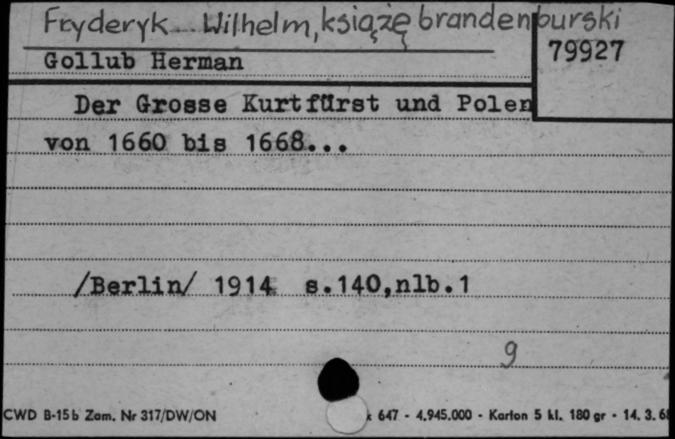 Fryderyk Wilhelm, książę brandenburski
79927
Gollub Herman
Der Grosse Kurtfürst und Polen
von 1660 bis 1668...
/Berlin/ 1914 s.140,nlb.1
9
CWD B-15b Zam. Nr 317/DW/ON 647 - 4.945.000 - Karton 5 kl. 180 gr - 14. 3. 68